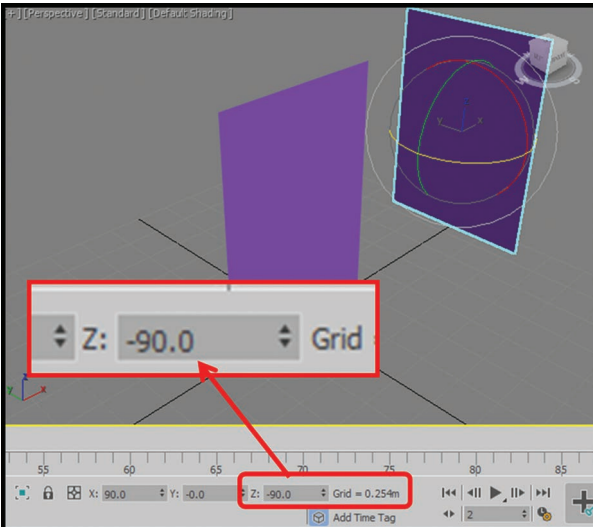 +] [Perspective] [Standard] [Default Shading]
Z: -90.0 Grid
z
y x
y x
55 60 65 70 75 80 85
X: 90.0 Y: -0.0 Z: -90.0 Grid = 0.254m
Add Time Tag 2